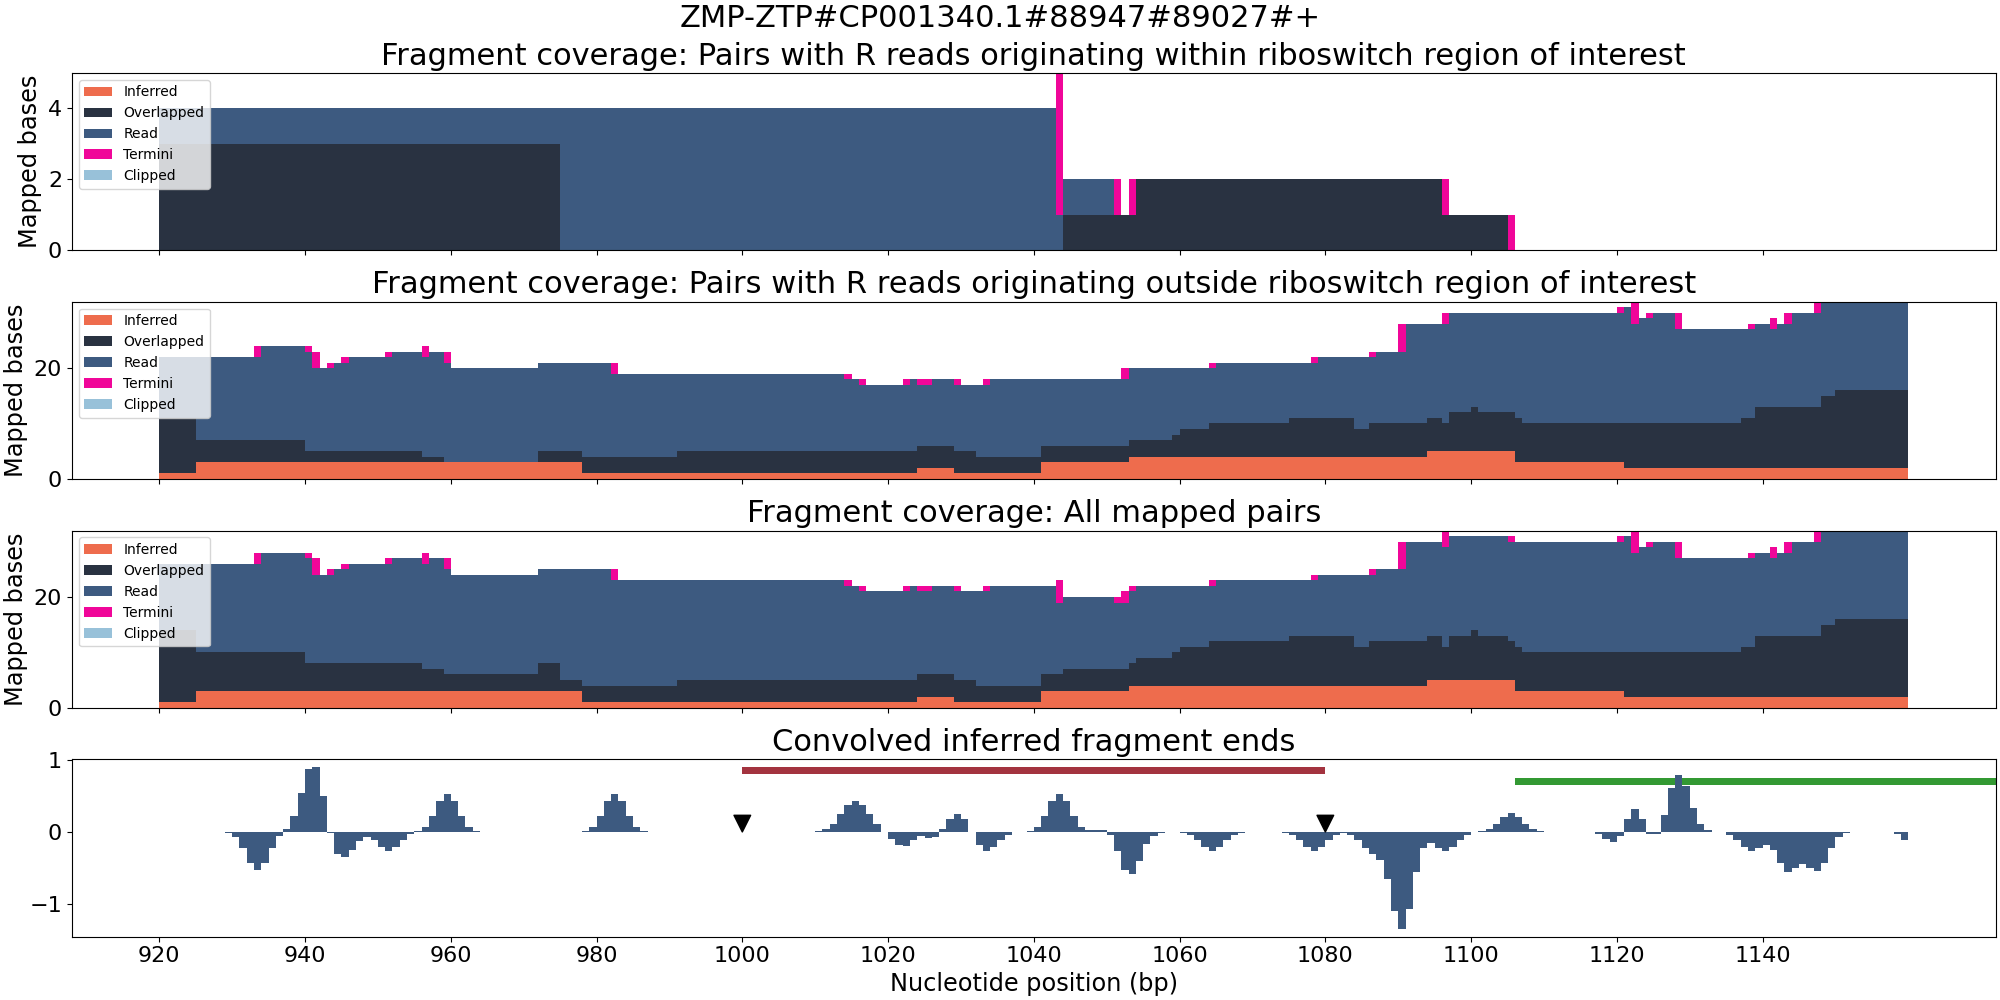 ZMP-ZTP#CP001340.1#88947#89027#+
Fragment coverage: Pairs with R reads originating within riboswitch region of interest
Mapped bases
4
2
0
Inferred
Overlapped
Read
Termini
Clipped
Fragment coverage: Pairs with R reads originating outside riboswitch region of interest
Mapped bases
20
0
Inferred
Overlapped
Read
Termini
Clipped
Fragment coverage: All mapped pairs
Mapped bases
20
0
Inferred
Overlapped
Read
Termini
Clipped
Convolved inferred fragment ends
1
0
−1
920 940 960 980 1000 1020 1040 1060 1080 1100 1120 1140
Nucleotide position (bp)